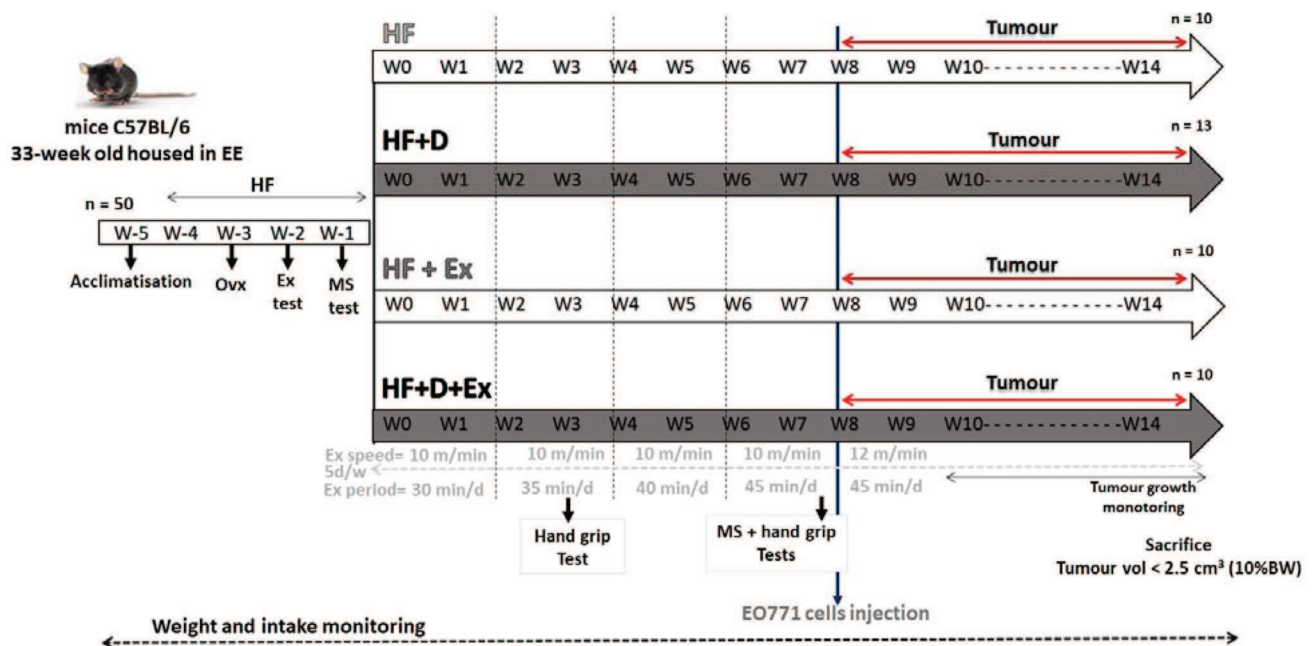 mice C57BL/6
33-week old housed in EE
HF
n = 50
W-5 W-4 W-3 W-2 W-1
Acclimatisation
Ovx
Ex
test
MS
test
HF
Tumour
n = 10
W0 W1 W2 W3 W4 W5 W6 W7 W8 W9 W10 W14
HF+D
Tumour
n = 13
W0 W1 W2 W3 W4 W5 W6 W7 W8 W9 W10 W14
HF + Ex
Tumour
n = 10
W0 W1 W2 W3 W4 W5 W6 W7 W8 W9 W10 W14
HF+D+Ex
Tumour
n = 10
W0 W1 W2 W3 W4 W5 W6 W7 W8 W9 W10 W14
Ex speed= 10 m/min 10 m/min 10 m/min 10 m/min 12 m/min
5d/w
Ex period= 30 min/d 35 min/d 40 min/d 45 min/d 45 min/d
Tumour growth
monotoring
Hand grip
Test
MS + hand grip
Tests
Sacrifice
Tumour vol < 2.5 cm³ (10%BW)
EO771 cells injection
Weight and intake monitoring